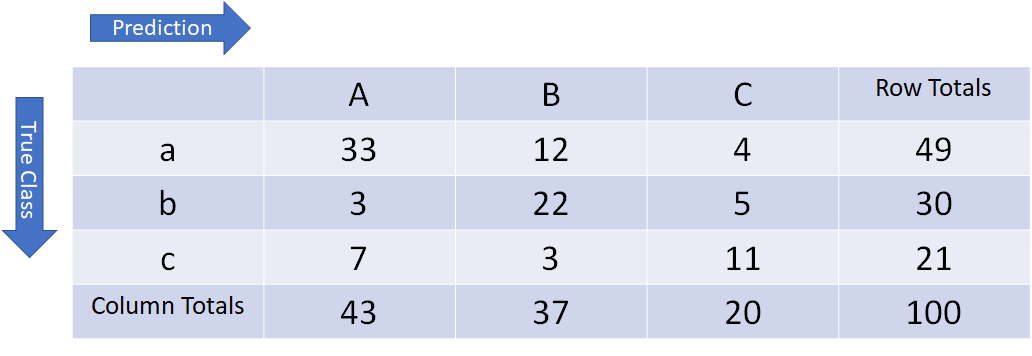 Prediction
True Class
A B C Row Totals
a 33 12 4 49
b 3 22 5 30
c 7 3 11 21
Column Totals 43 37 20 100